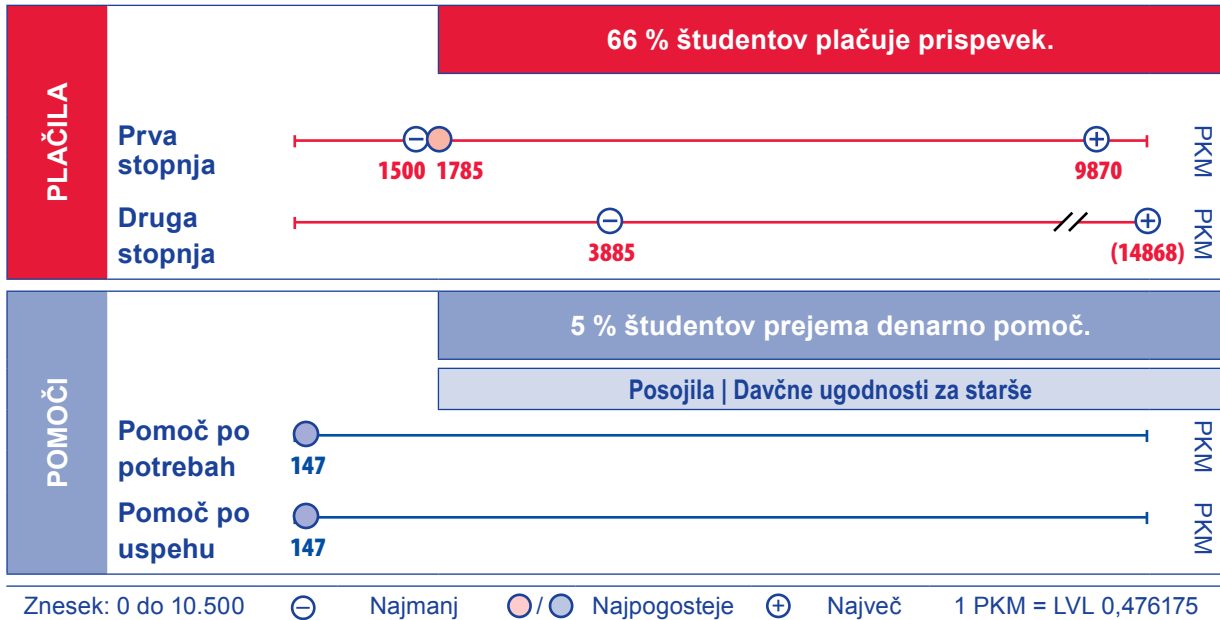 PLAČILA
66 % študentov plačuje prispevek.
Prva
stopnja
1500 1785 9870
PKM
Druga
stopnja
3885 (14868)
PKM
POMOČI
5 % študentov prejema denarno pomoč.
Posojila | Davčne ugodnosti za starše
Pomoč po
potrebah
147
PKM
Pomoč po
uspehu
147
PKM
Znesek: 0 do 10.500 Najmanj / Najpogosteje Največ 1 PKM = LVL 0,476175